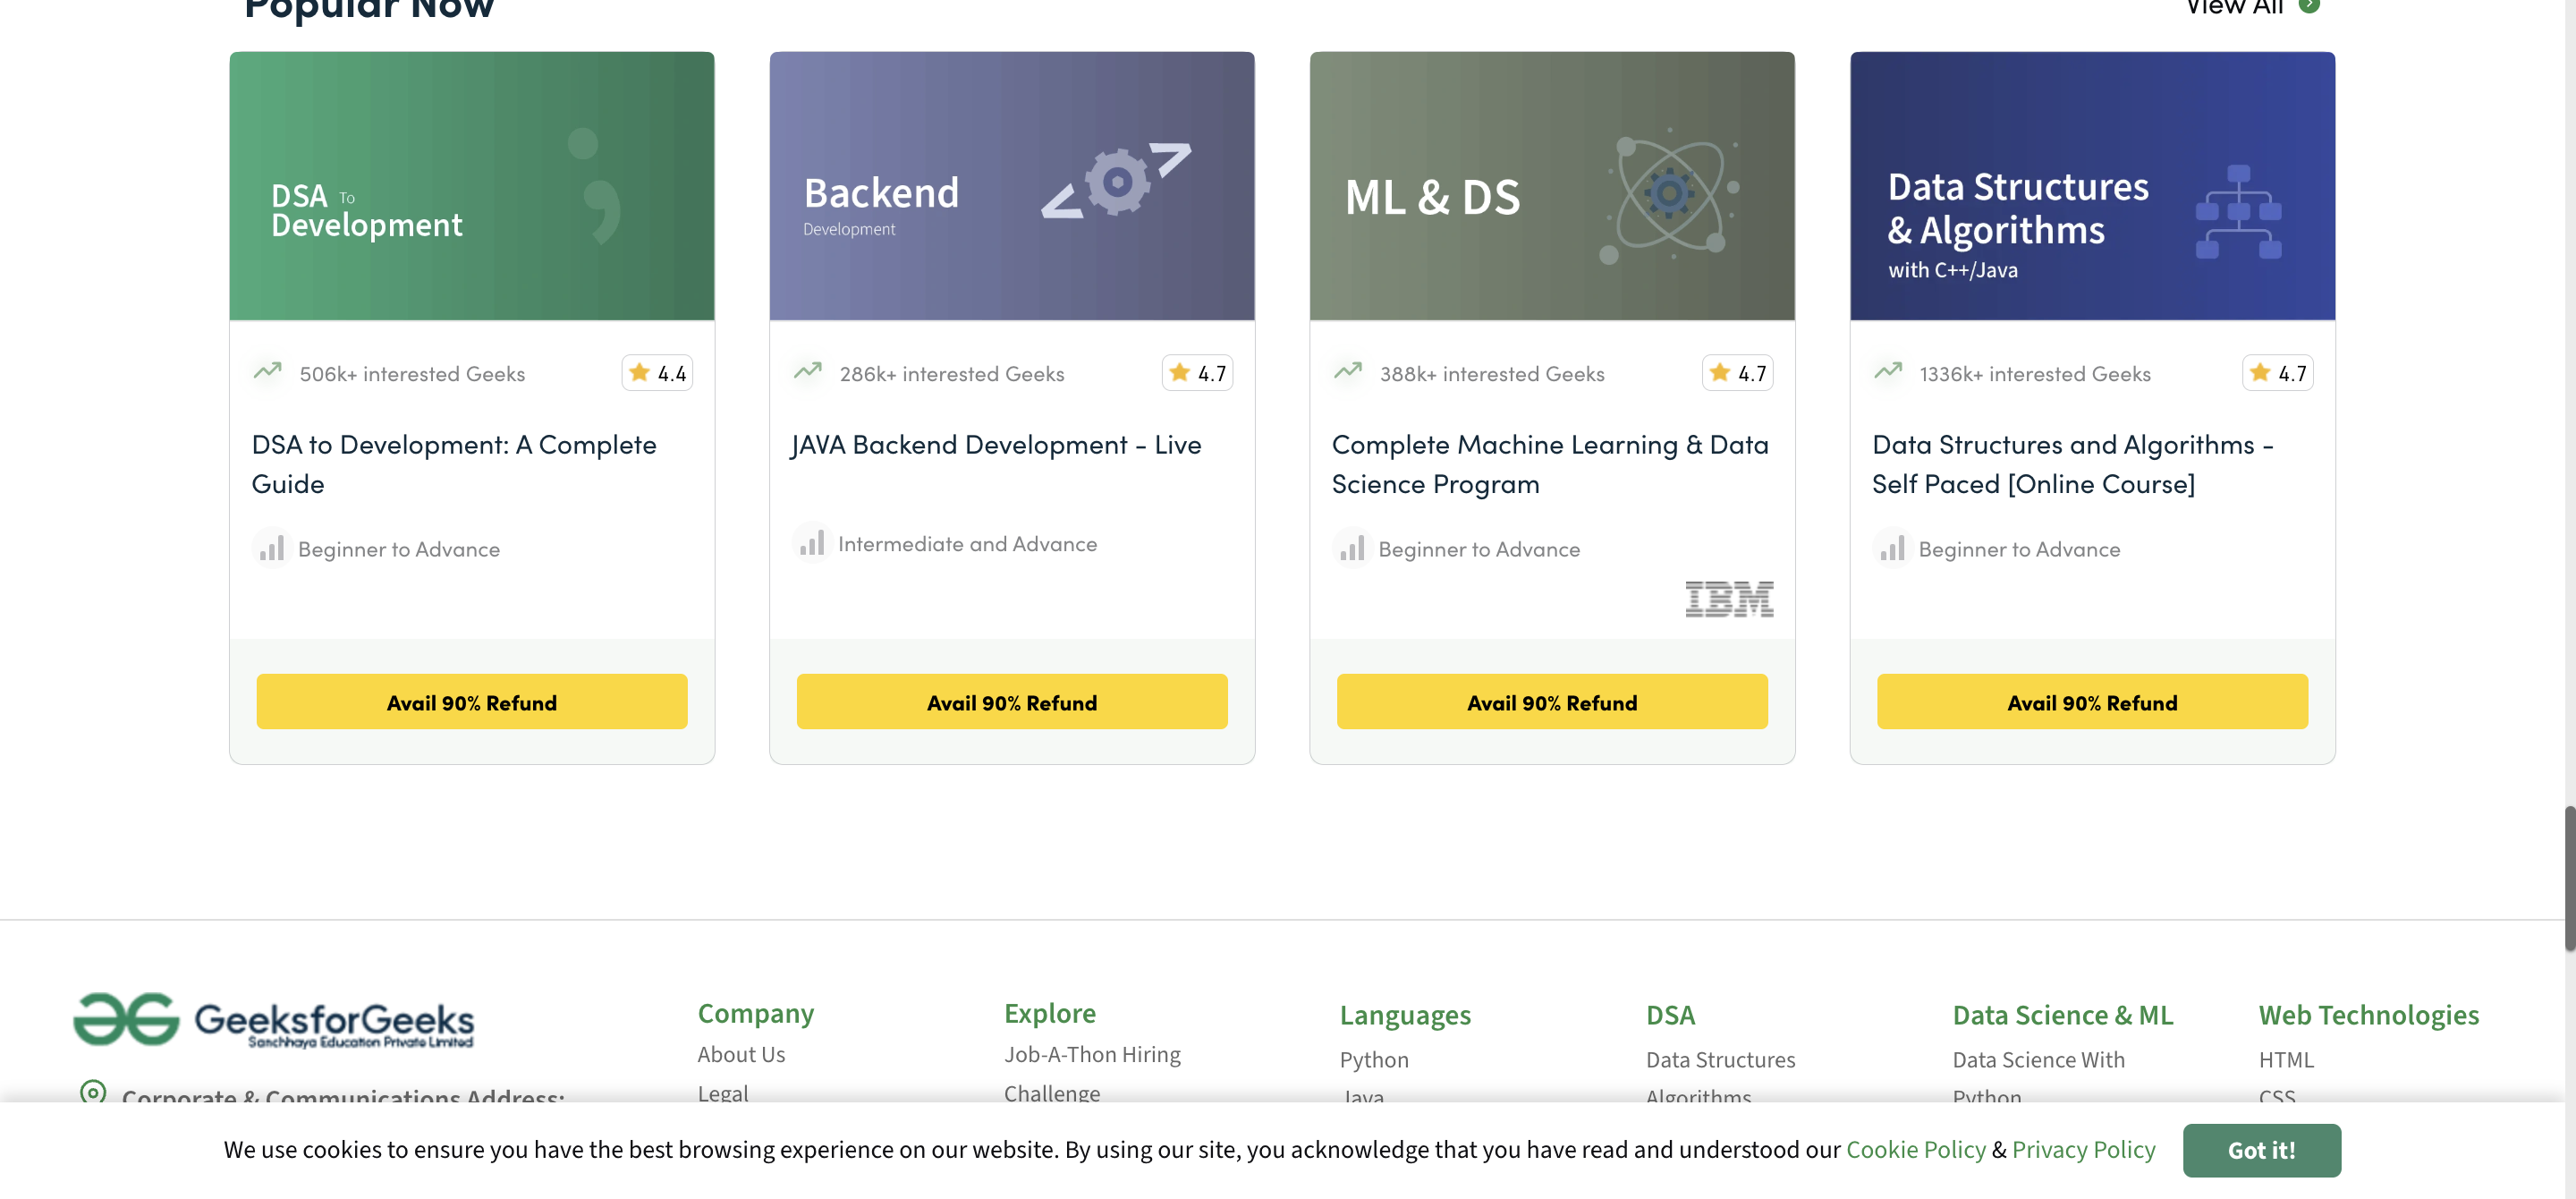 Popular Now
View All
DSA To
Development
Backend
Development
ML & DS
Data Structures
& Algorithms
with C++/Java
506k+ interested Geeks
4.4
286k+ interested Geeks
4.7
388k+ interested Geeks
4.7
1336k+ interested Geeks
4.7
DSA to Development: A Complete
Guide
JAVA Backend Development - Live
Complete Machine Learning & Data
Science Program
Data Structures and Algorithms -
Self Paced [Online Course]
Beginner to Advance
Intermediate and Advance
Beginner to Advance
Beginner to Advance
IBM
Avail 90% Refund
Avail 90% Refund
Avail 90% Refund
Avail 90% Refund
GeeksforGeeks
Sanchhaya Education Private Limited
Corporate & Communications Address:
Company
About Us
Legal
Explore
Job-A-Thon Hiring
Challenge
Languages
Python
Java
DSA
Data Structures
Algorithms
Data Science & ML
Data Science With
Python
Web Technologies
HTML
CSS
We use cookies to ensure you have the best browsing experience on our website. By using our site, you acknowledge that you have read and understood our Cookie Policy & Privacy Policy
Got it!